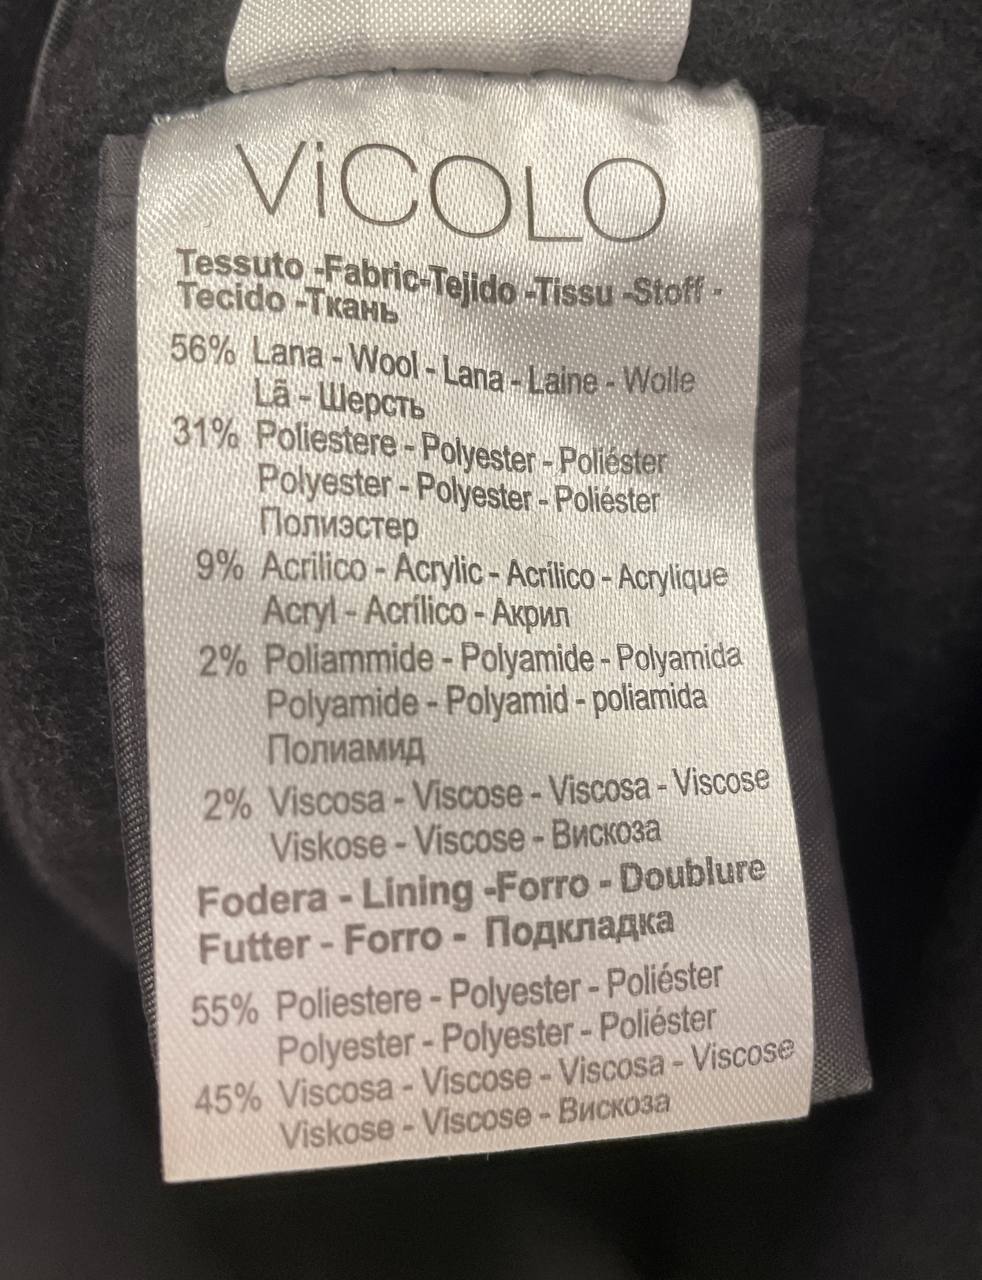 ViCOLO
Tessuto -Fabric-Tejido -Tissu -Stoff -
Tecido -Ткань
56% Lana - Wool - Lana - Laine - Wolle
Lã - Шерсть
31% Poliestere - Polyester - Poliéster
Polyester - Polyester - Poliéster
Полиэстер
9% Acrilico - Acrylic - Acrílico - Acrylique
Acryl - Acrílico - Акрил
2% Poliammide - Polyamide - Polyamida
Polyamide - Polyamid - poliamida
Полиамид
2% Viscosa - Viscose - Viscosa - Viscose
Viskose - Viscose - Вискоза
Fodera - Lining -Forro - Doublure
Futter - Forro - Подкладка
55% Poliestere - Polyester - Poliéster
Polyester - Polyester - Poliéster
45% Viscosa - Viscose - Viscosa - Viscose
Viskose - Viscose - Вискоза